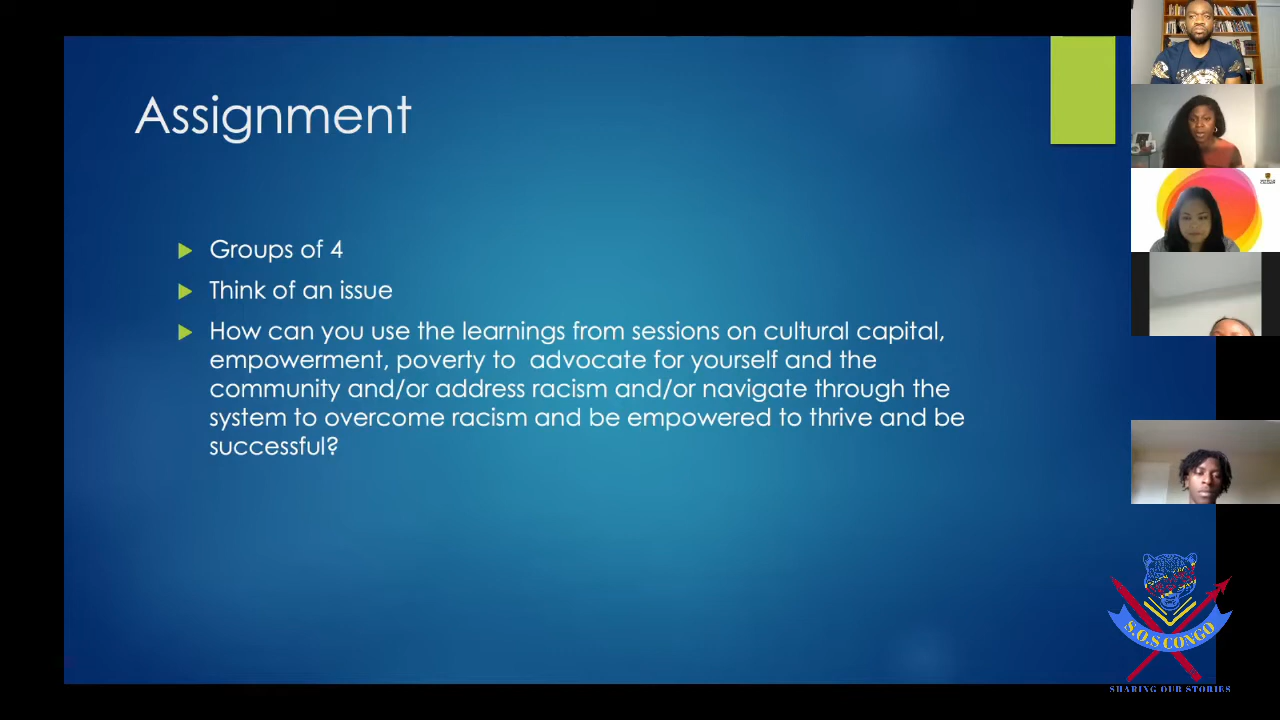 Assignment
Groups of 4
Think of an issue
How can you use the learnings from sessions on cultural capital,
empowerment, poverty to advocate for yourself and the
community and/or address racism and/or navigate through the
system to overcome racism and be empowered to thrive and be
successful?
S.O.S CONGO
SHARING OUR STORIES